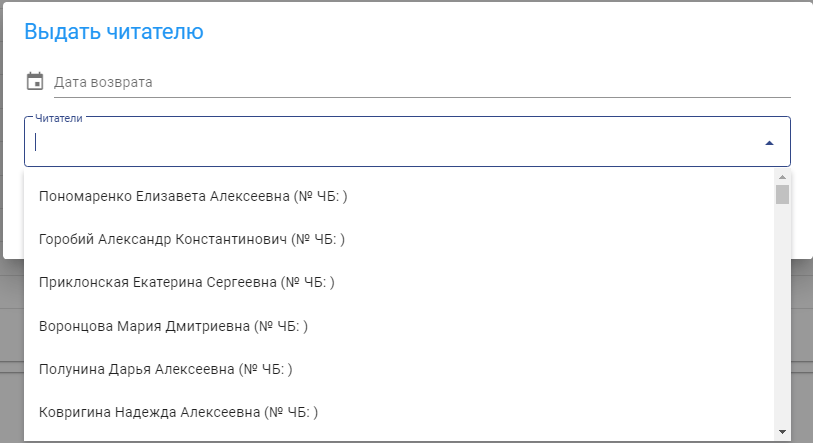 Выдать читателю
Дата возврата
Читатели
Пономаренко Елизавета Алексеевна (№ ЧБ: )
Горобий Александр Константинович (№ ЧБ: )
Приклонская Екатерина Сергеевна (№ ЧБ: )
Воронцова Мария Дмитриевна (№ ЧБ: )
Полунина Дарья Алексеевна (№ ЧБ: )
Ковригина Надежда Алексеевна (№ ЧБ: )